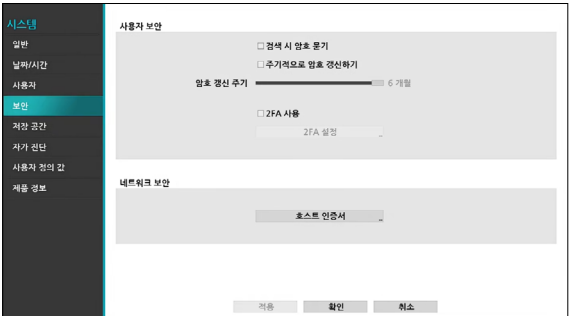 시스템
일반
날짜/시간
사용자
보안
저장 공간
자가 진단
사용자 정의 값
제품 정보
사용자 보안
검색 시 암호 묻기
주기적으로 암호 갱신하기
암호 갱신 주기 6 개월
2FA 사용
2FA 설정
네트워크 보안
호스트 인증서
적용 확인 취소